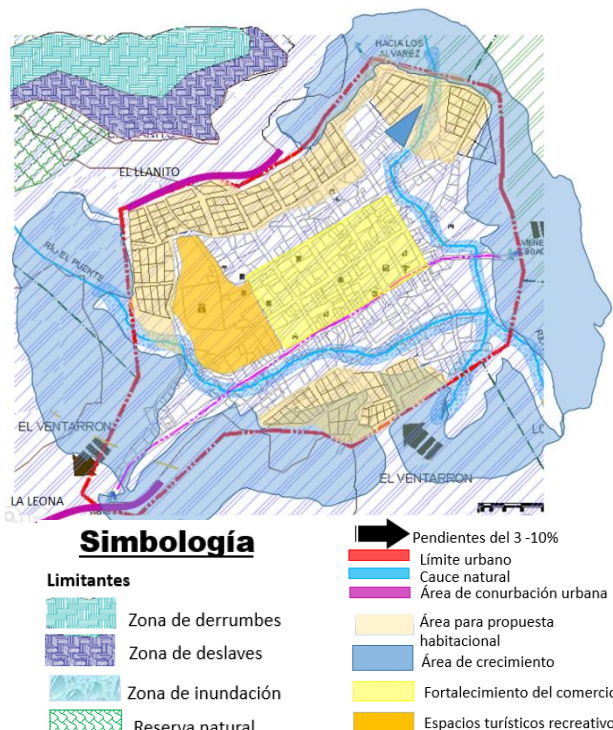 HACIA LOS
ALVAREZ
EL LLANITO
RIU EL PUENTE
EL VENTARRON
EL VENTARRON
LA LEONA
Simbología
Limitantes
Zona de derrumbes
Zona de deslaves
Zona de inundación
Reserva natural
Pendientes del 3 -10%
Límite urbano
Cauce natural
Área de conurbación urbana
Área para propuesta
habitacional
Área de crecimiento
Fortalecimiento del comercio
Espacios turísticos recreativo